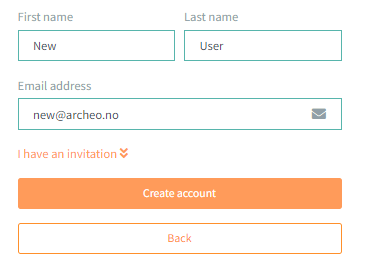 First name Last name
New User
Email address
new@archeo.no
I have an invitation
Create account
Back